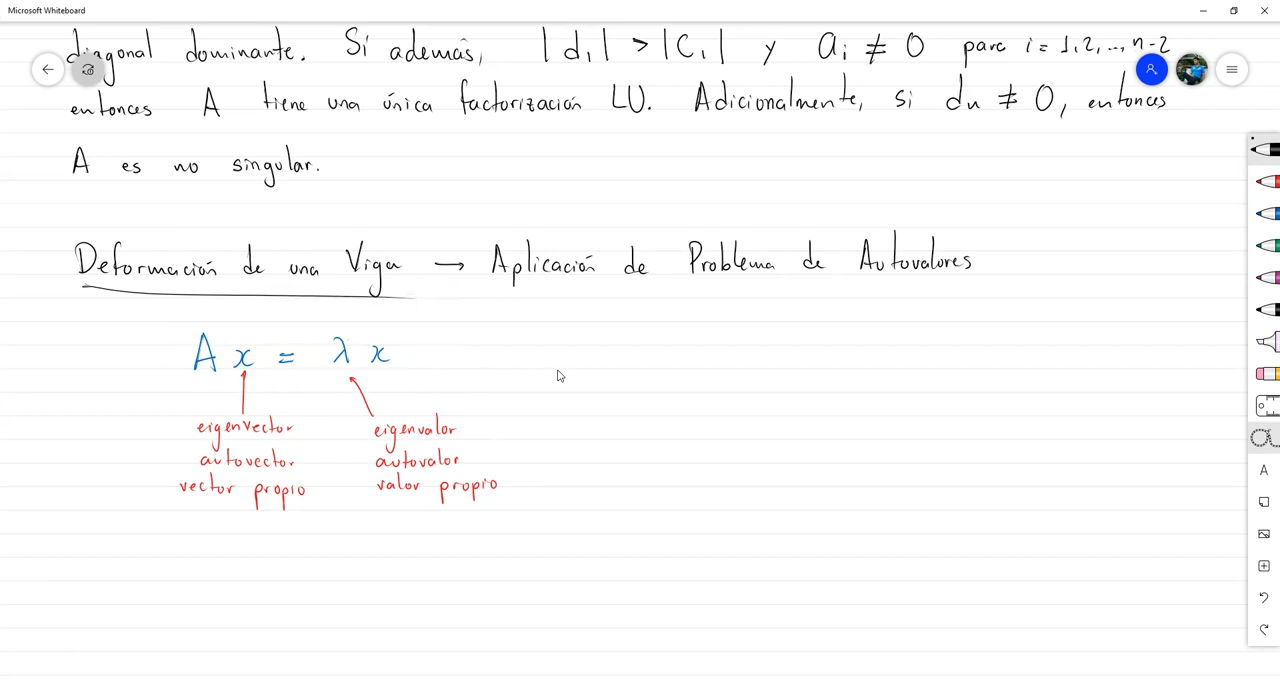 Microsoft Whiteboard
diagonal dominante. Si además, |d₁| > |C₁| y aᵢ ≠ 0 para i = 1, 2, ..., n-2
entonces A tiene una única factorización LU. Adicionalmente, si dn ≠ 0, entonces
A es no singular.
Deformación de una Viga → Aplicación de Problema de Autovalores
A x = λ x
eigenvector eigenvalor
autovector autovalor
vector propio valor propio
A